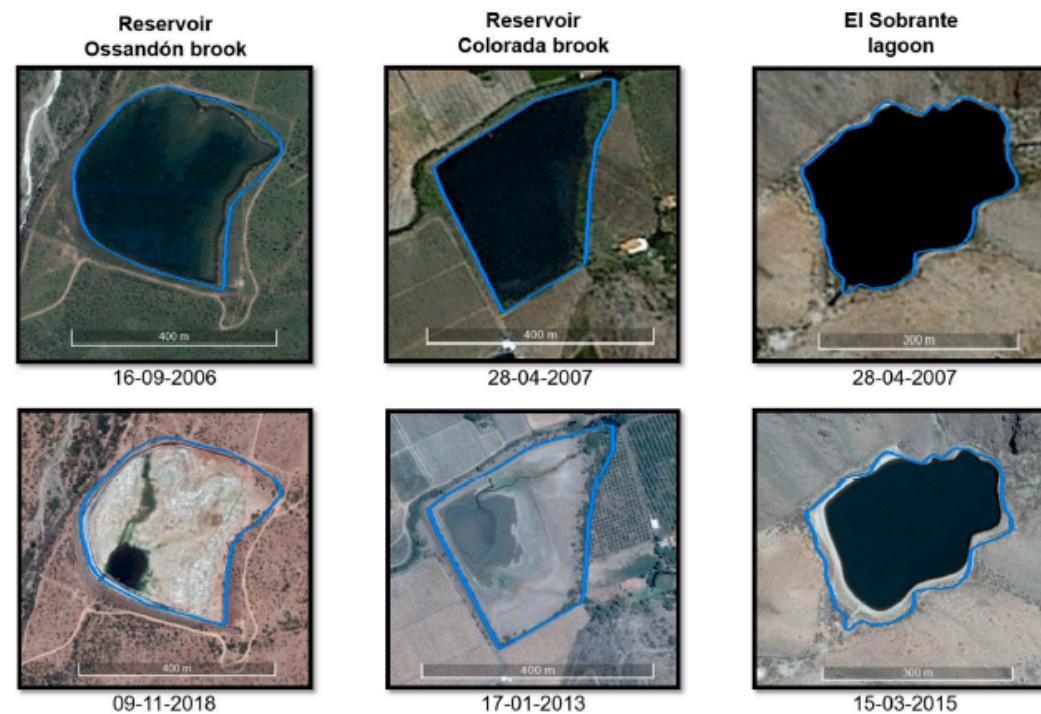 Reservoir
Ossandón brook
Reservoir
Colorada brook
El Sobrante
lagoon
400 m
400 m
300 m
16-09-2006
28-04-2007
28-04-2007
400 m
400 m
300 m
09-11-2018
17-01-2013
15-03-2015